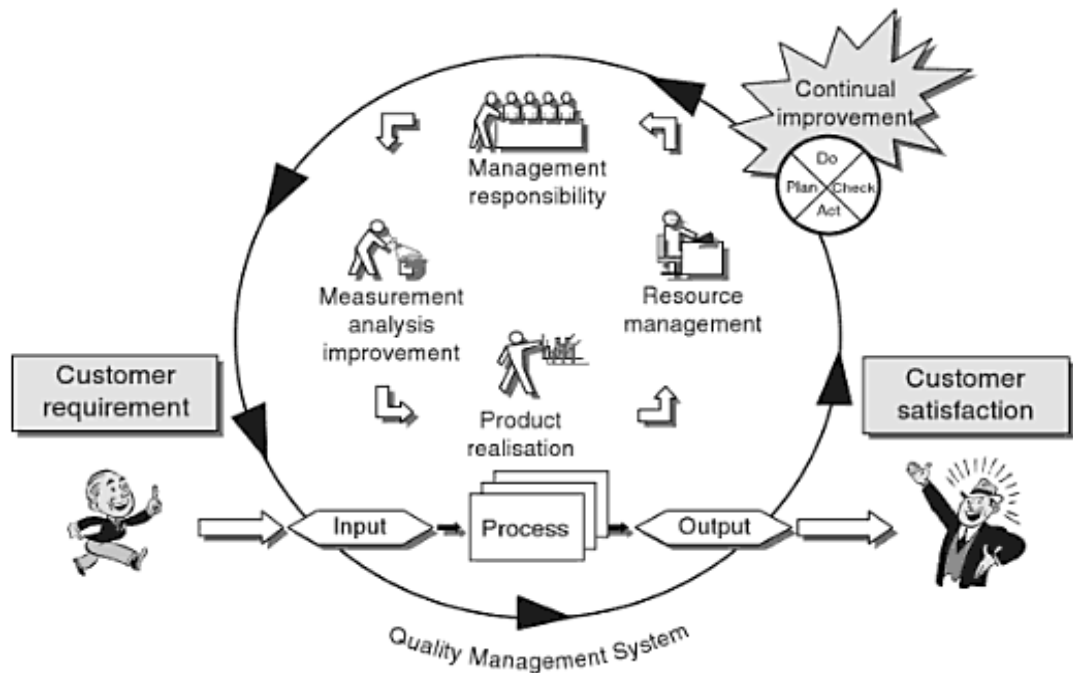 Continual
improvement
Do
Plan
Check
Act
Management
responsibility
Measurement
analysis
improvement
Resource
management
Product
realisation
Customer
requirement
Customer
satisfaction
Input
Process
Output
Quality Management System